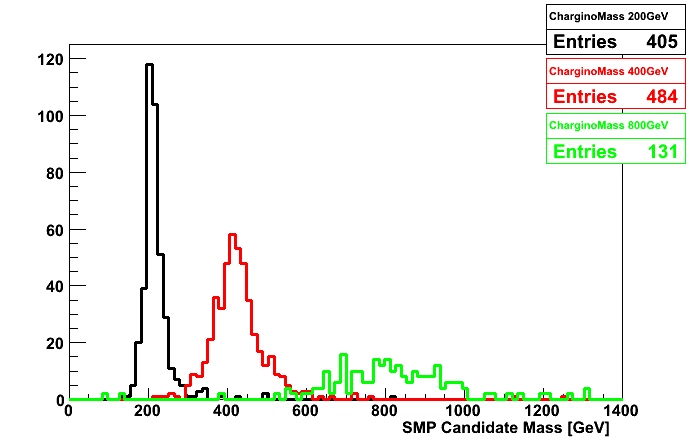 CharginoMass 200GeV
Entries 405
CharginoMass 400GeV
Entries 484
CharginoMass 800GeV
Entries 131
120
100
80
60
40
20
0
0 200 400 600 800 1000 1200 1400
SMP Candidate Mass [GeV]